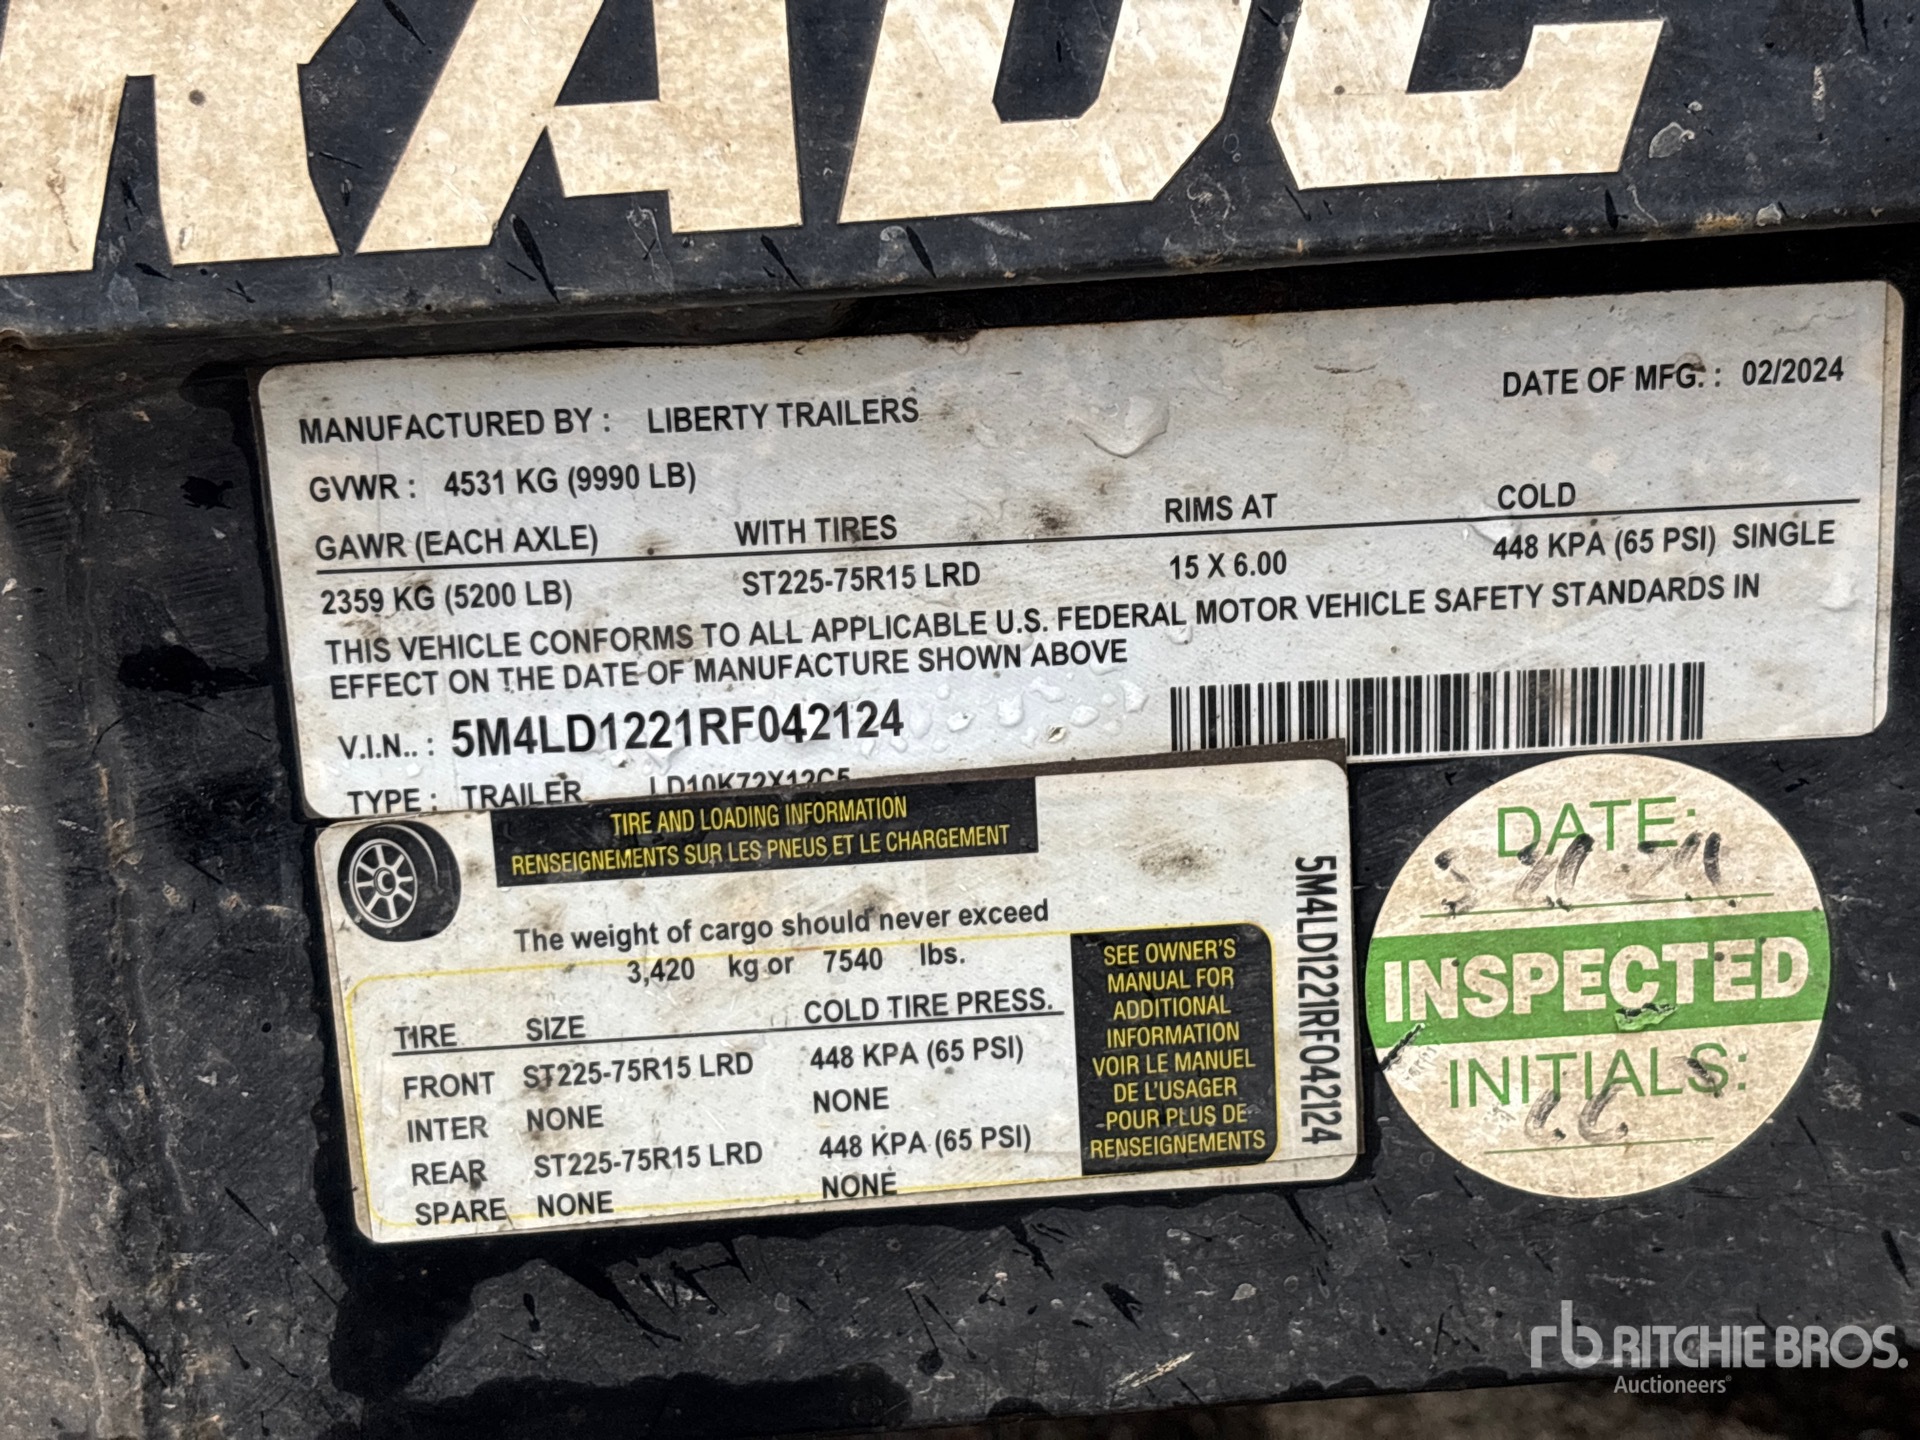 MANUFACTURED BY : LIBERTY TRAILERS
DATE OF MFG. : 02/2024
GVWR : 4531 KG (9990 LB)
GAWR (EACH AXLE) WITH TIRES RIMS AT COLD
2359 KG (5200 LB) ST225-75R15 LRD 15 X 6.00 448 KPA (65 PSI) SINGLE
THIS VEHICLE CONFORMS TO ALL APPLICABLE U.S. FEDERAL MOTOR VEHICLE SAFETY STANDARDS IN
EFFECT ON THE DATE OF MANUFACTURE SHOWN ABOVE
V.I.N.. : 5M4LD1221RF042124
TYPE : TRAILER LD10K72X12C5
TIRE AND LOADING INFORMATION
RENSEIGNEMENTS SUR LES PNEUS ET LE CHARGEMENT
The weight of cargo should never exceed
3,420 kg or 7540 lbs.
TIRE SIZE COLD TIRE PRESS.
FRONT ST225-75R15 LRD 448 KPA (65 PSI)
INTER NONE NONE
REAR ST225-75R15 LRD 448 KPA (65 PSI)
SPARE NONE NONE
SEE OWNER'S
MANUAL FOR
ADDITIONAL
INFORMATION
VOIR LE MANUEL
DE L'USAGER
POUR PLUS DE
RENSEIGNEMENTS
5M4LD1221RF042124
DATE:
INSPECTED
INITIALS:
rb RITCHIE BROS.
Auctioneers